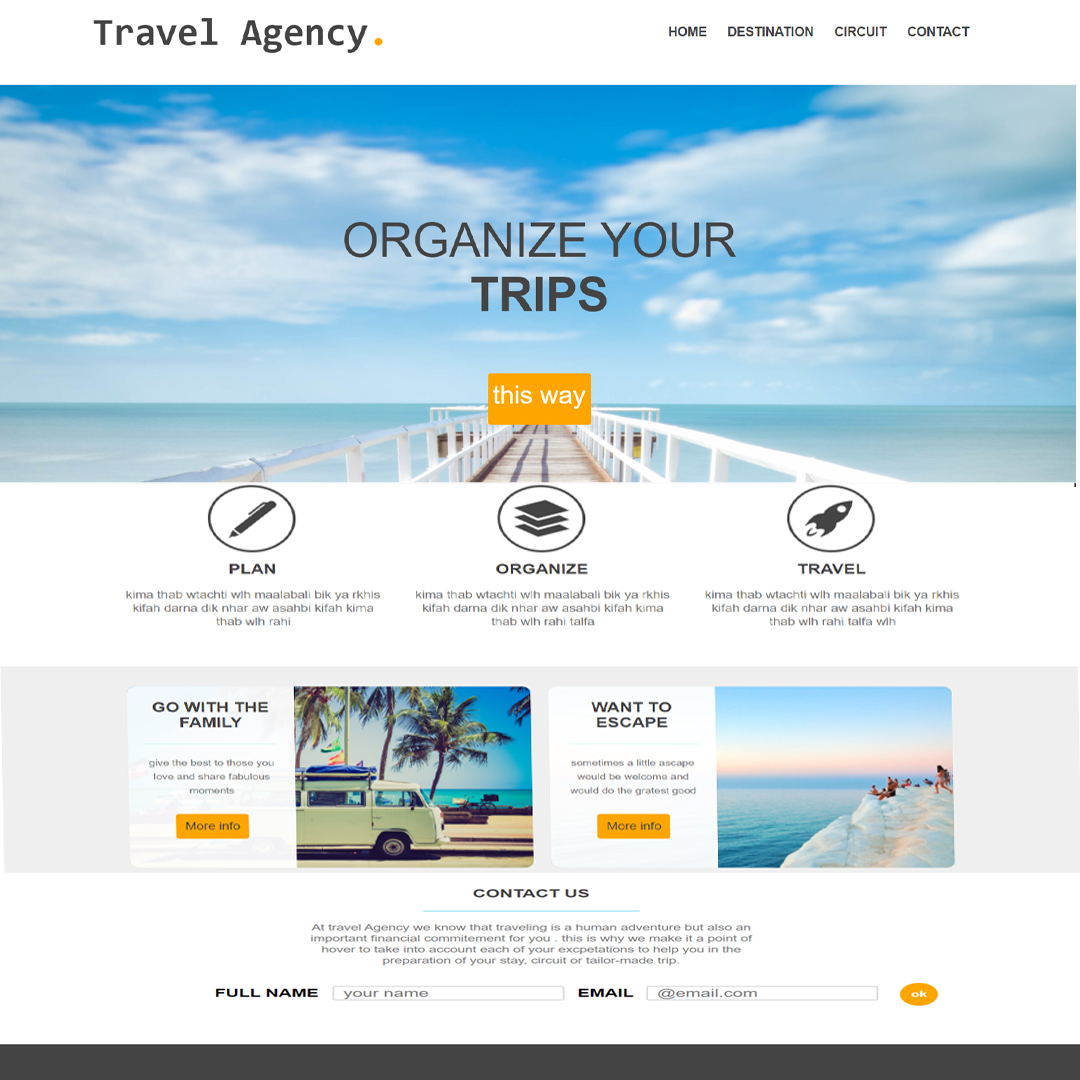 Travel Agency.
HOME DESTINATION CIRCUIT CONTACT
ORGANIZE YOUR
TRIPS
this way
PLAN
kima thab wtachti wlh maalabali bik ya rkhis
kifah darna dik nhar aw asahbi kifah kima
thab wlh rahi
ORGANIZE
kima thab wtachti wlh maalabali bik ya rkhis
kifah darna dik nhar aw asahbi kifah kima
thab wlh rahi talfa
TRAVEL
kima thab wtachti wlh maalabali bik ya rkhis
kifah darna dik nhar aw asahbi kifah kima
thab wlh rahi talfa wlh
GO WITH THE
FAMILY
give the best to those you
love and share fabulous
moments
More info
WANT TO
ESCAPE
sometimes a little ascape
would be welcome and
would do the gratest good
More info
CONTACT US
At travel Agency we know that traveling is a human adventure but also an
important financial commitement for you . this is why we make it a point of
hover to take into account each of your excpetations to help you in the
preparation of your stay, circuit or tailor-made trip.
FULL NAME your name EMAIL @email.com ok